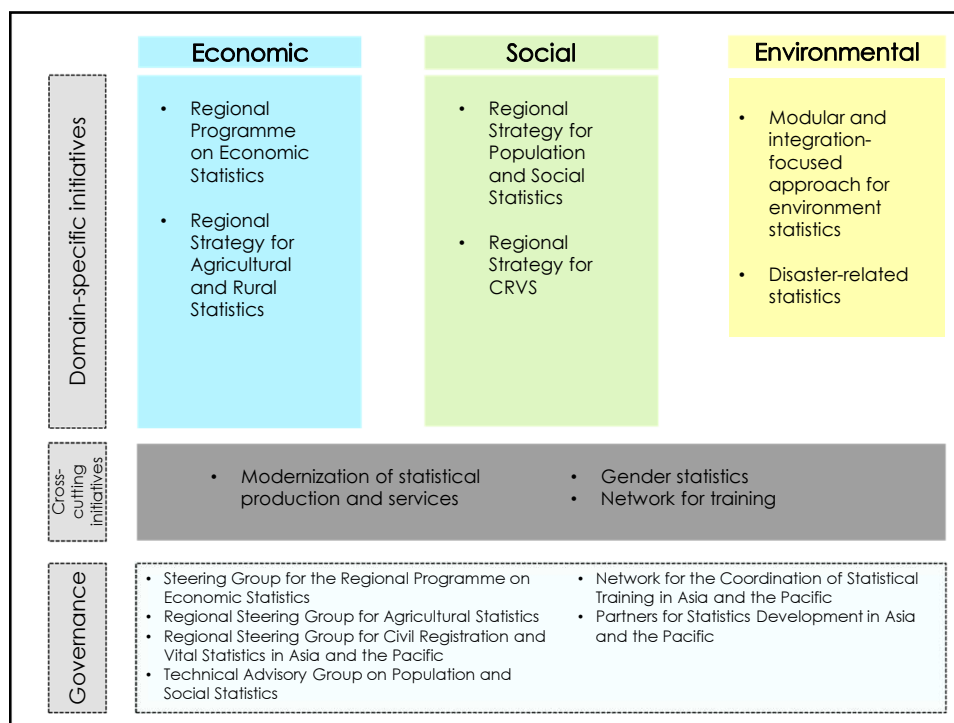 Economic
Social
Environmental
Domain-specific initiatives
• Regional
Programme
on Economic
Statistics
• Regional
Strategy for
Agricultural
and Rural
Statistics
• Regional
Strategy for
Population
and Social
Statistics
• Regional
Strategy for
CRVS
• Modular and
integration-
focused
approach for
environment
statistics
• Disaster-related
statistics
Cross-
cutting
initiatives
• Modernization of statistical
production and services
• Gender statistics
• Network for training
Governance
• Steering Group for the Regional Programme on
Economic Statistics
• Regional Steering Group for Agricultural Statistics
• Regional Steering Group for Civil Registration and
Vital Statistics in Asia and the Pacific
• Technical Advisory Group on Population and
Social Statistics
• Network for the Coordination of Statistical
Training in Asia and the Pacific
• Partners for Statistics Development in Asia
and the Pacific